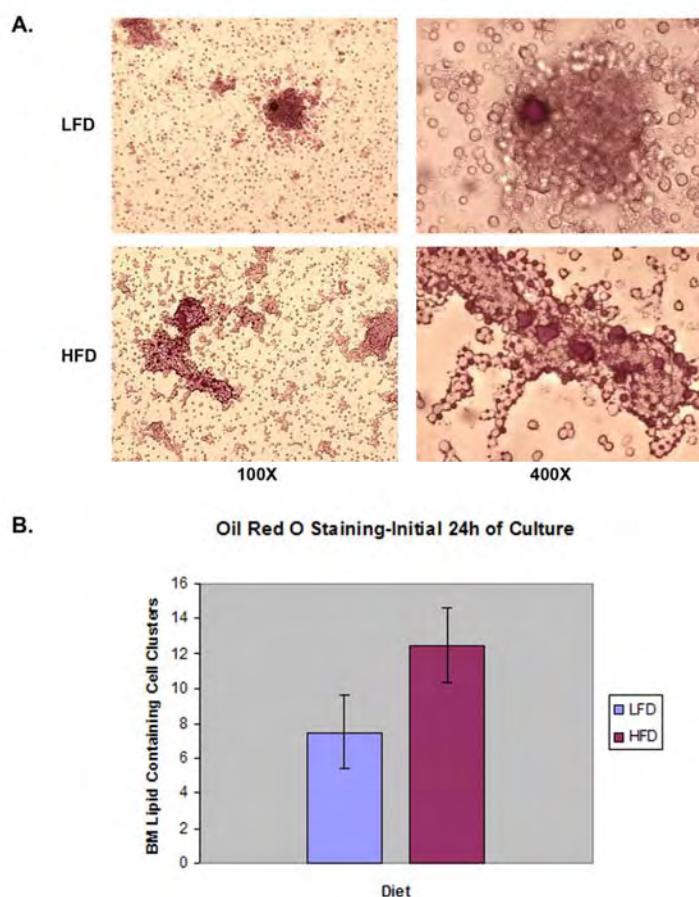 A.
LFD
HFD
100X
400X
B.
Oil Red O Staining-Initial 24h of Culture
16
14
12
10
8
6
4
2
0
BM Lipid Containing Cell Clusters
Diet
LFD
HFD